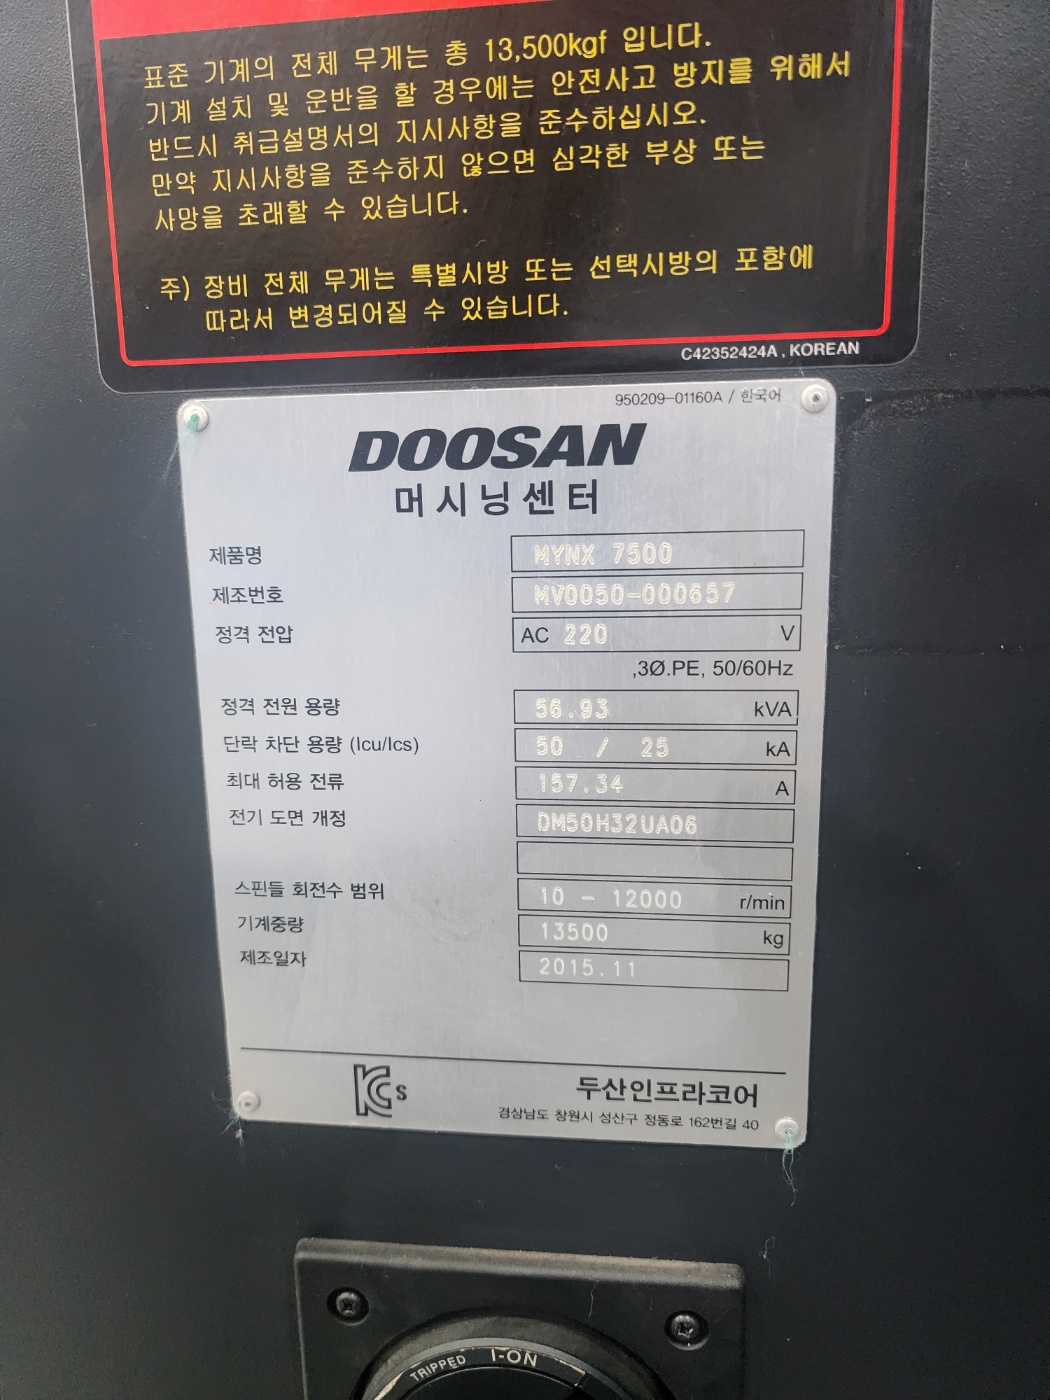 표준 기계의 전체 무게는 총 13,500kgf 입니다.
기계 설치 및 운반을 할 경우에는 안전사고 방지를 위해서
반드시 취급설명서의 지시사항을 준수하십시오.
만약 지시사항을 준수하지 않으면 심각한 부상 또는
사망을 초래할 수 있습니다.
주) 장비 전체 무게는 특별시방 또는 선택시방의 포함에
따라서 변경되어질 수 있습니다.
C42352424A , KOREAN
950209-01160A / 한국어
DOOSAN
머시닝센터
제품명 MYNX 7500
제조번호 MV0050-000657
정격 전압 AC 220 V
,3Ø.PE, 50/60Hz
정격 전원 용량 56.93 kVA
단락 차단 용량 (Icu/Ics) 50 / 25 kA
최대 허용 전류 157.34 A
전기 도면 개정 DM50H32UA06
스핀들 회전수 범위 10 - 12000 r/min
기계중량 13500 kg
제조일자 2015.11
KC s
두산인프라코어
경상남도 창원시 성산구 정동로 162번길 40
TRIPPED I-ON